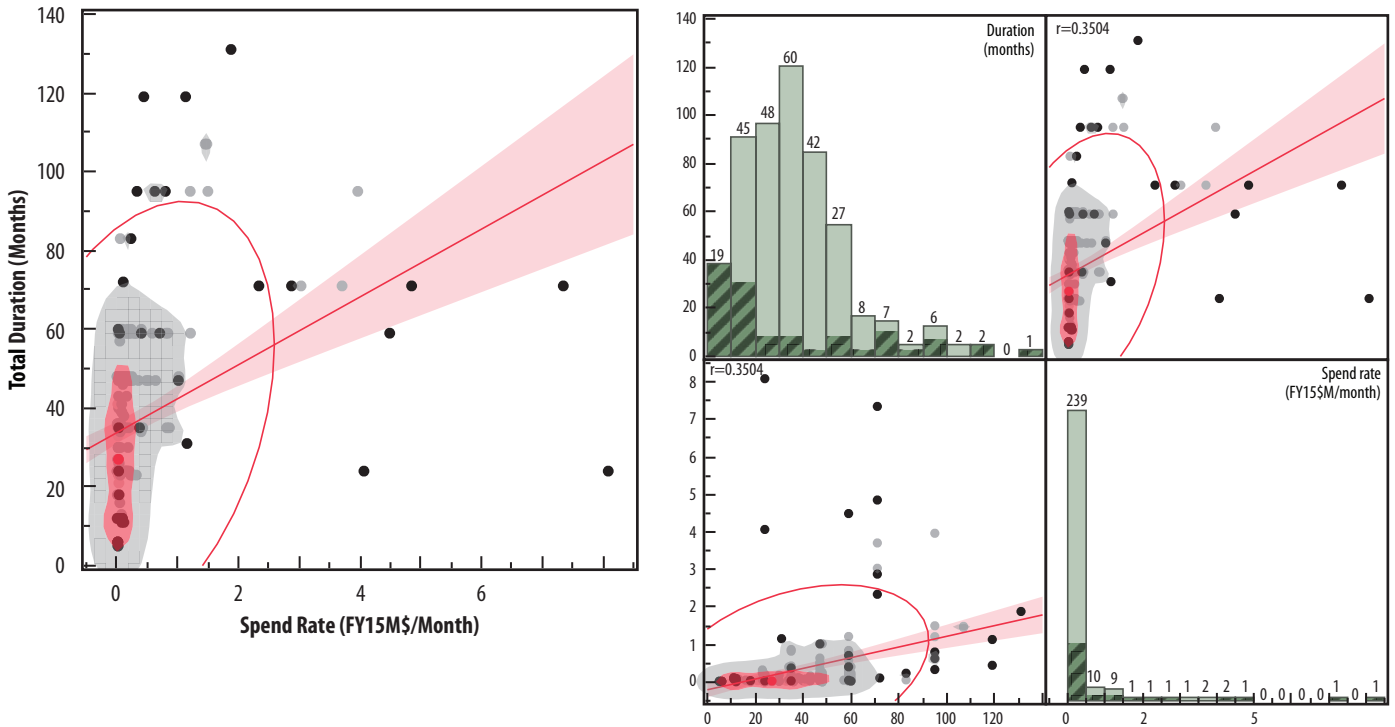 140
120
100
80
60
40
20
0
Total Duration (Months)
0 2 4 6
Spend Rate (FY15M$/Month)
140
120
100
80
60
40
20
0
Duration
(months)
19 45 48 60 42 27 8 7 2 6 2 2 0 1
r=0.3504
r=0.3504
8
7
6
5
4
3
2
1
0
0 20 40 60 80 100 120
Spend rate
(FY15$M/month)
239 10 9 1 1 1 1 2 2 1 0 0 0 0 1 0 1
0 2 5